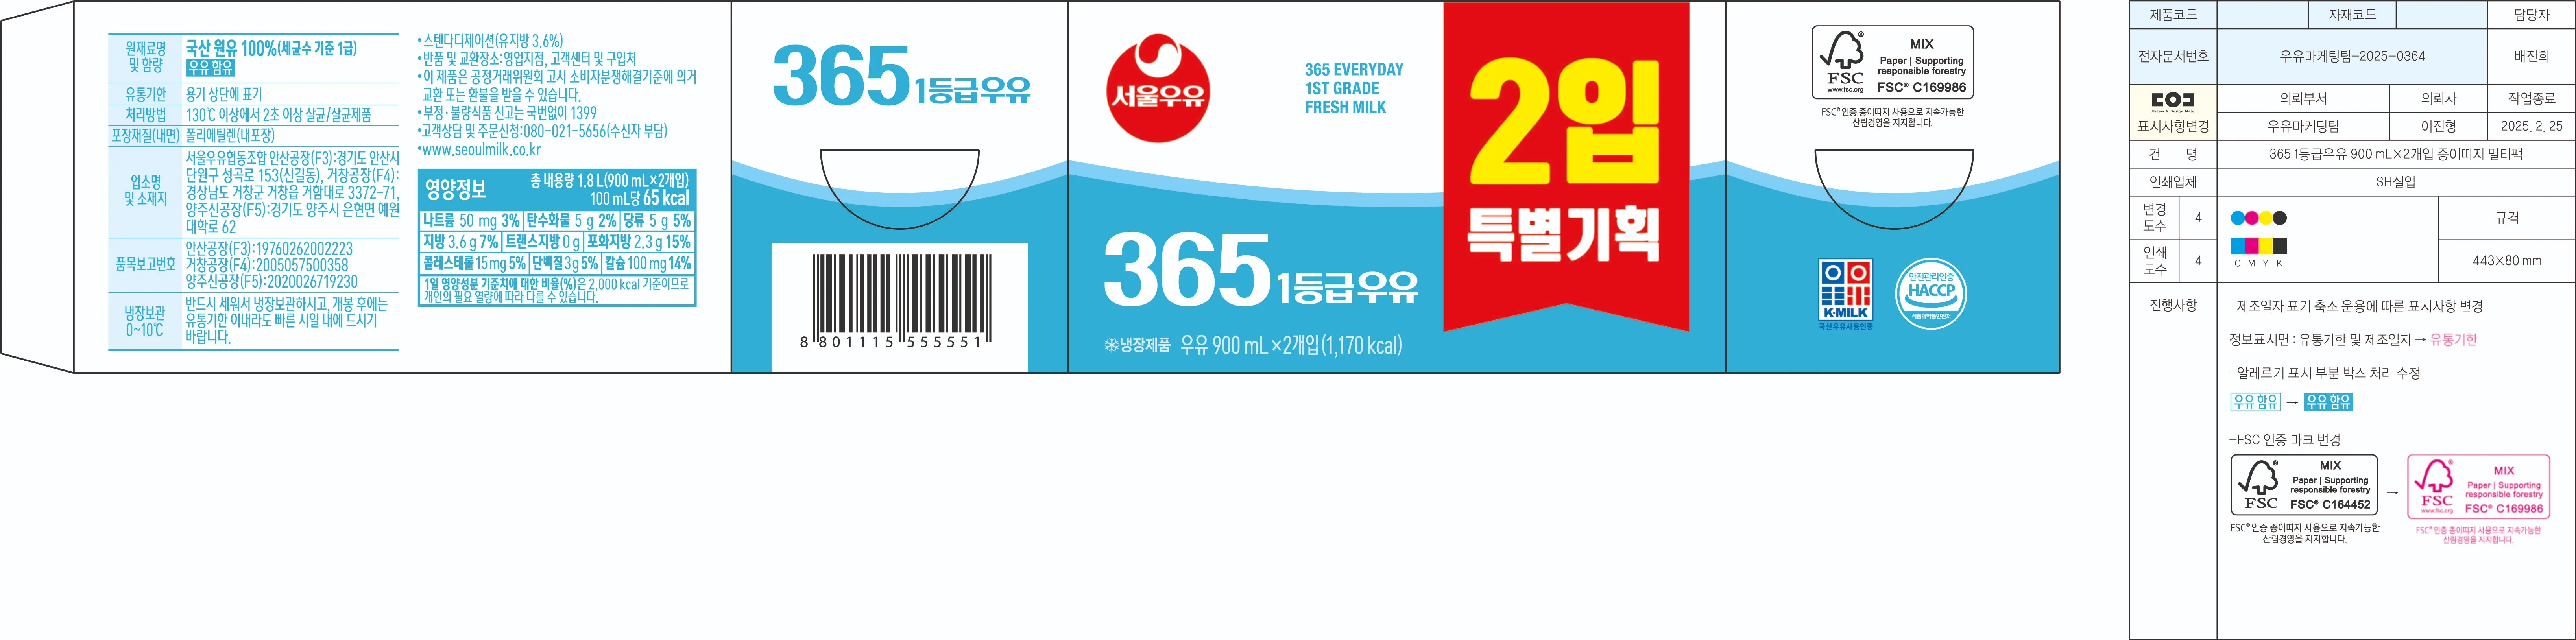 원재료명
및 함량
국산 원유 100%(세균수 기준 1급)
우유 함유
유통기한
용기 상단에 표기
처리방법
130℃ 이상에서 2초 이상 살균/살균제품
포장재질(내면)
폴리에틸렌(내포장)
업소명
및 소재지
서울우유협동조합 안산공장(F3):경기도 안산시
단원구 성곡로 153(신길동), 거창공장(F4):
경상남도 거창군 거창읍 거함대로 3372-71,
양주신공장(F5):경기도 양주시 은현면 예원
대학로 62
품목보고번호
안산공장(F3):19760262002223
거창공장(F4):2005057500358
양주신공장(F5):2020026719230
냉장보관
0~10℃
반드시 세워서 냉장보관하시고, 개봉 후에는
유통기한 이내라도 빠른 시일 내에 드시기
바랍니다.
• 스텐다디제이션(유지방 3.6%)
• 반품 및 교환장소:영업지점, 고객센터 및 구입처
• 이 제품은 공정거래위원회 고시 소비자분쟁해결기준에 의거
교환 또는 환불을 받을 수 있습니다.
• 부정·불량식품 신고는 국번없이 1399
•고객상담 및 주문신청:080-021-5656(수신자 부담)
•www.seoulmilk.co.kr
영양정보
총 내용량 1.8 L(900 mL×2개입)
100 mL당 65 kcal
나트륨 50 mg 3% 탄수화물 5 g 2% 당류 5 g 5%
지방 3.6 g 7% 트랜스지방 0 g 포화지방 2.3 g 15%
콜레스테롤 15 mg 5% 단백질 3 g 5% 칼슘 100 mg 14%
1일 영양성분 기준치에 대한 비율(%)은 2,000 kcal 기준이므로
개인의 필요 열량에 따라 다를 수 있습니다.
365 1등급우유
8 801115 555551
서울우유
365 EVERYDAY
1ST GRADE
FRESH MILK
2입
특별기획
365 1등급우유
냉장제품 우유 900 mL×2개입(1,170 kcal)
FSC®
www.fsc.org
MIX
Paper | Supporting
responsible forestry
FSC® C169986
FSC® 인증 종이띠지 사용으로 지속가능한
산림경영을 지지합니다.
K·MILK
국산우유사용인증
안전관리인증
HACCP
식품의약품안전처
제품코드
자재코드
담당자
전자문서번호
우유마케팅팀-2025-0364
배진희
Dream & Design Mate
의뢰부서
의뢰자
작업종료
표시사항변경
우유마케팅팀
이진형
2025. 2. 25
건 명
365 1등급우유 900 mL×2개입 종이띠지 멀티팩
인쇄업체
SH실업
변경
도수
4
규격
인쇄
도수
4
C M Y K
443×80 mm
진행사항
-제조일자 표기 축소 운용에 따른 표시사항 변경
정보표시면 : 유통기한 및 제조일자 → 유통기한
-알레르기 표시 부분 박스 처리 수정
우유 함유 → 우유 함유
-FSC 인증 마크 변경
FSC®
MIX
Paper | Supporting
responsible forestry
FSC® C164452
FSC® 인증 종이띠지 사용으로 지속가능한
산림경영을 지지합니다.
→
FSC®
www.fsc.org
MIX
Paper | Supporting
responsible forestry
FSC® C169986
FSC® 인증 종이띠지 사용으로 지속가능한
산림경영을 지지합니다.